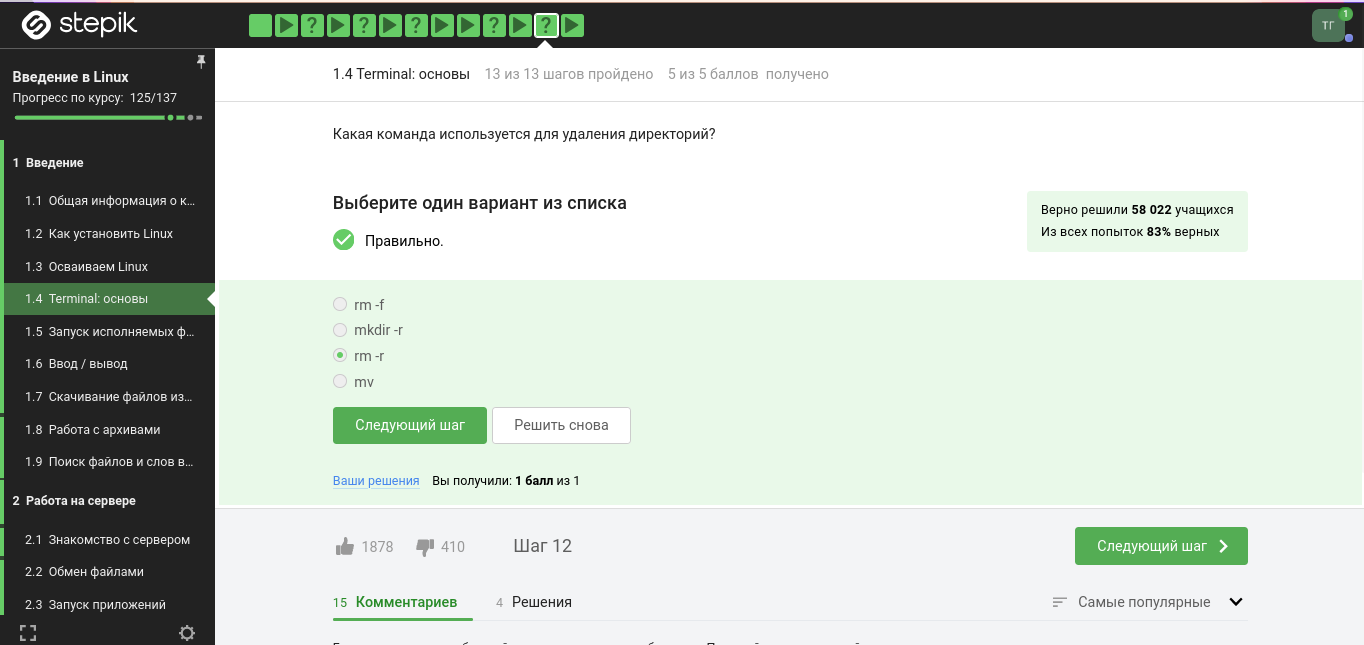 stepik
? ? ? ? ?
ТГ
1
Введение в Linux
Прогресс по курсу: 125/137
1 Введение
1.1 Общая информация о к...
1.2 Как установить Linux
1.3 Осваиваем Linux
1.4 Terminal: основы
1.5 Запуск исполняемых ф...
1.6 Ввод / вывод
1.7 Скачивание файлов из...
1.8 Работа с архивами
1.9 Поиск файлов и слов в...
2 Работа на сервере
2.1 Знакомство с сервером
2.2 Обмен файлами
2.3 Запуск приложений
1.4 Terminal: основы 13 из 13 шагов пройдено 5 из 5 баллов получено
Какая команда используется для удаления директорий?
Выберите один вариант из списка
Правильно.
Верно решили 58 022 учащихся
Из всех попыток 83% верных
rm -f
mkdir -r
rm -r
mv
Следующий шаг Решить снова
Ваши решения Вы получили: 1 балл из 1
1878 410 Шаг 12 Следующий шаг
15 Комментариев 4 Решения Самые популярные